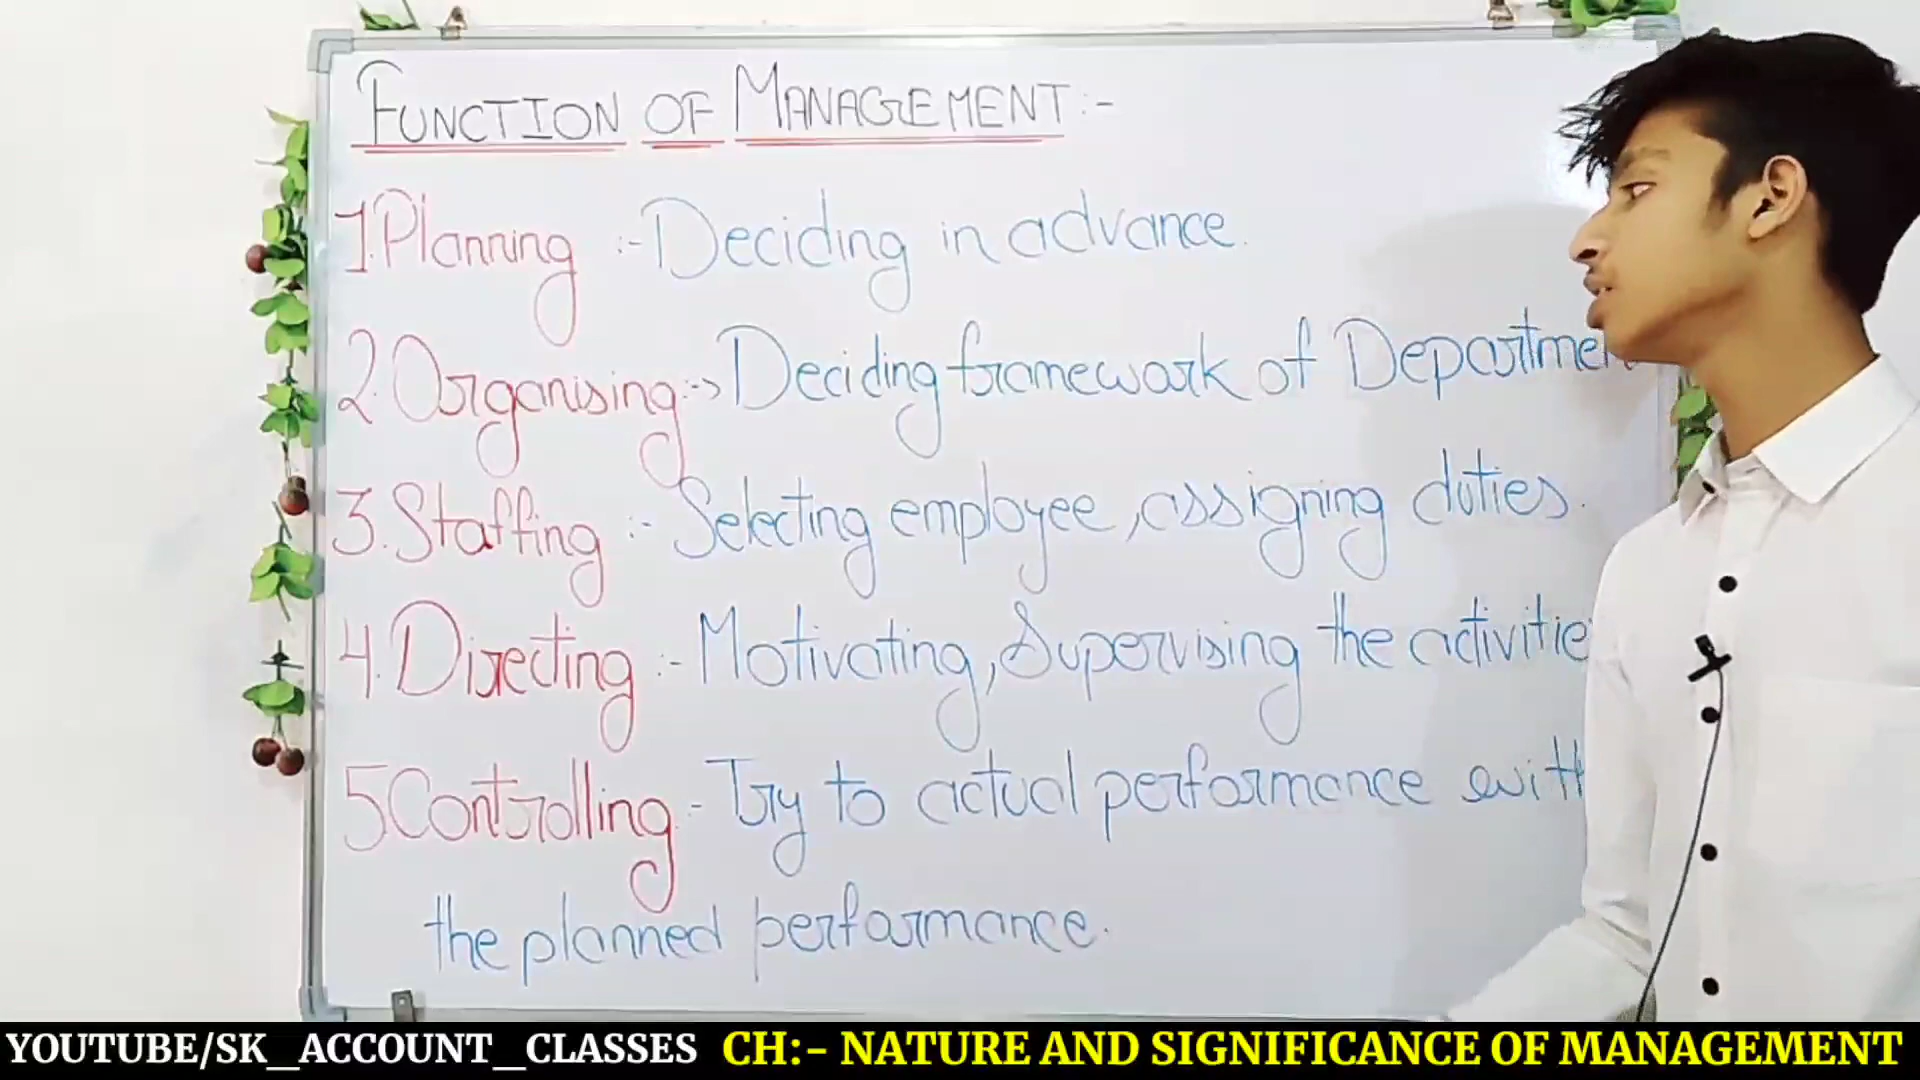 FUNCTION OF MANAGEMENT:-
1.Planning :- Deciding in advance.
2.Organising:-> Deciding framework of Departmen
3.Staffing :- Selecting employee, assigning duties.
4.Directing :- Motivating, Supervising the activitie
5Controlling :- Try to actual performance with
the planned performance.
YOUTUBE/SK_ACCOUNT_CLASSES CH:- NATURE AND SIGNIFICANCE OF MANAGEMENT